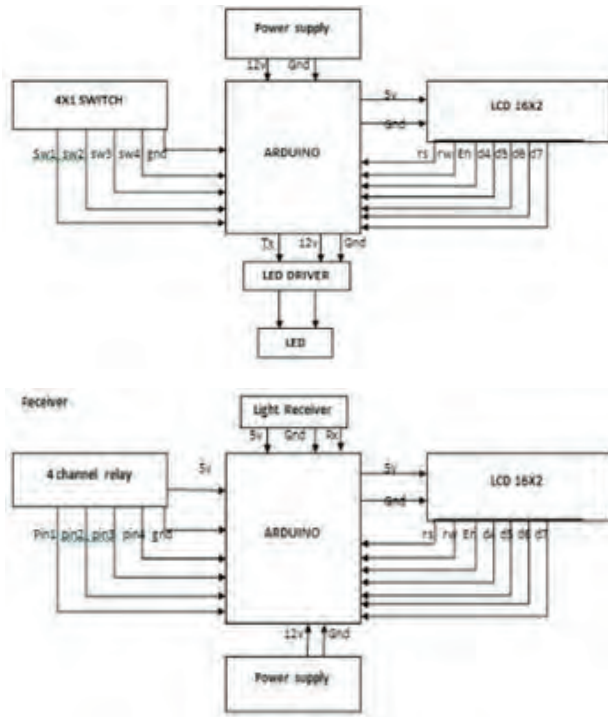 Power supply
12v Gnd
4X1 SWITCH
5v
Gnd
LCD 16X2
ARDUINO
Sw1 sw2 sw3 sw4 gnd
rs rw En d4 d5 d6 d7
Tx 12v Gnd
LED DRIVER
LED
Receiver
Light Receiver
5v Gnd Rx
4 channel relay
5v
5v
Gnd
LCD 16X2
ARDUINO
Pin1 pin2 pin3 pin4 gnd
rs rw En d4 d5 d6 d7
12v Gnd
Power supply